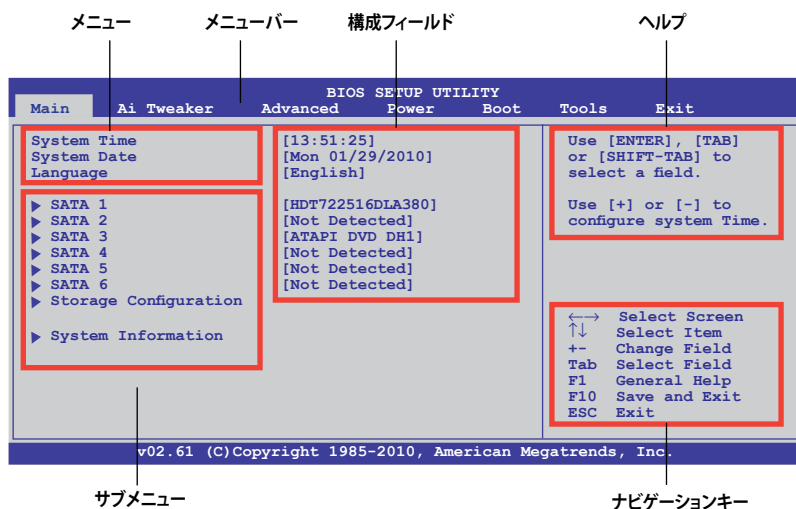 メニュー メニューバー 構成フィールド ヘルプ
BIOS SETUP UTILITY
Main Ai Tweaker Advanced Power Boot Tools Exit
System Time [13:51:25]
System Date [Mon 01/29/2010]
Language [English]
▶ SATA 1 [HDT722516DLA380]
▶ SATA 2 [Not Detected]
▶ SATA 3 [ATAPI DVD DH1]
▶ SATA 4 [Not Detected]
▶ SATA 5 [Not Detected]
▶ SATA 6 [Not Detected]
▶ Storage Configuration
▶ System Information
Use [ENTER], [TAB]
or [SHIFT-TAB] to
select a field.
Use [+] or [-] to
configure system Time.
←→ Select Screen
↑↓ Select Item
+- Change Field
Tab Select Field
F1 General Help
F10 Save and Exit
ESC Exit
v02.61 (C)Copyright 1985-2010, American Megatrends, Inc.
サブメニュー ナビゲーションキー